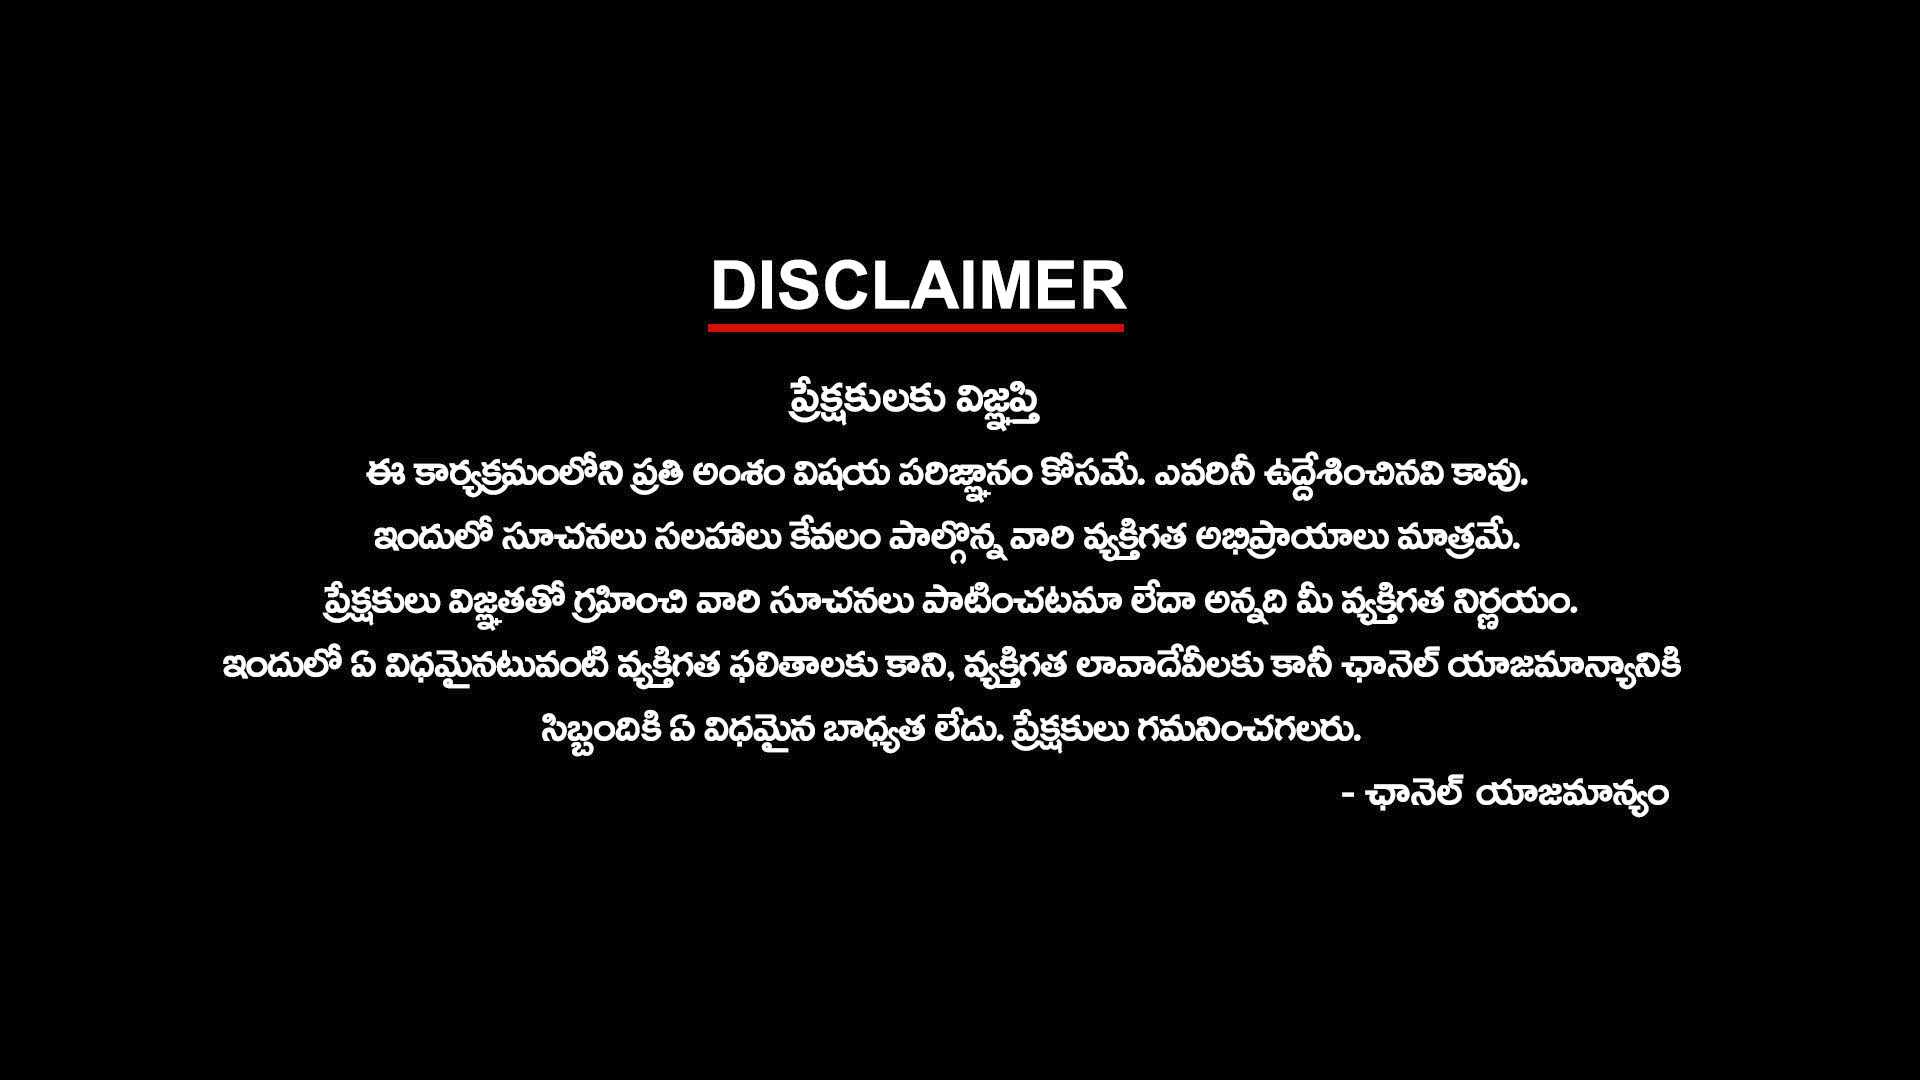 DISCLAIMER
ప్రేక్షకులకు విజ్ఞప్తి
ఈ కార్యక్రమంలోని ప్రతి అంశం విషయ పరిజ్ఞానం కోసమే. ఎవరినీ ఉద్దేశించినవి కావు.
ఇందులో సూచనలు సలహాలు కేవలం పాల్గొన్న వారి వ్యక్తిగత అభిప్రాయాలు మాత్రమే.
ప్రేక్షకులు విజ్ఞతతో గ్రహించి వారి సూచనలు పాటించటమా లేదా అన్నది మీ వ్యక్తిగత నిర్ణయం.
ఇందులో ఏ విధమైనటువంటి వ్యక్తిగత ఫలితాలకు కాని, వ్యక్తిగత లావాదేవీలకు కానీ ఛానెల్ యాజమాన్యానికి
సిబ్బందికి ఏ విధమైన బాధ్యత లేదు. ప్రేక్షకులు గమనించగలరు.
- ఛానెల్ యాజమాన్యం